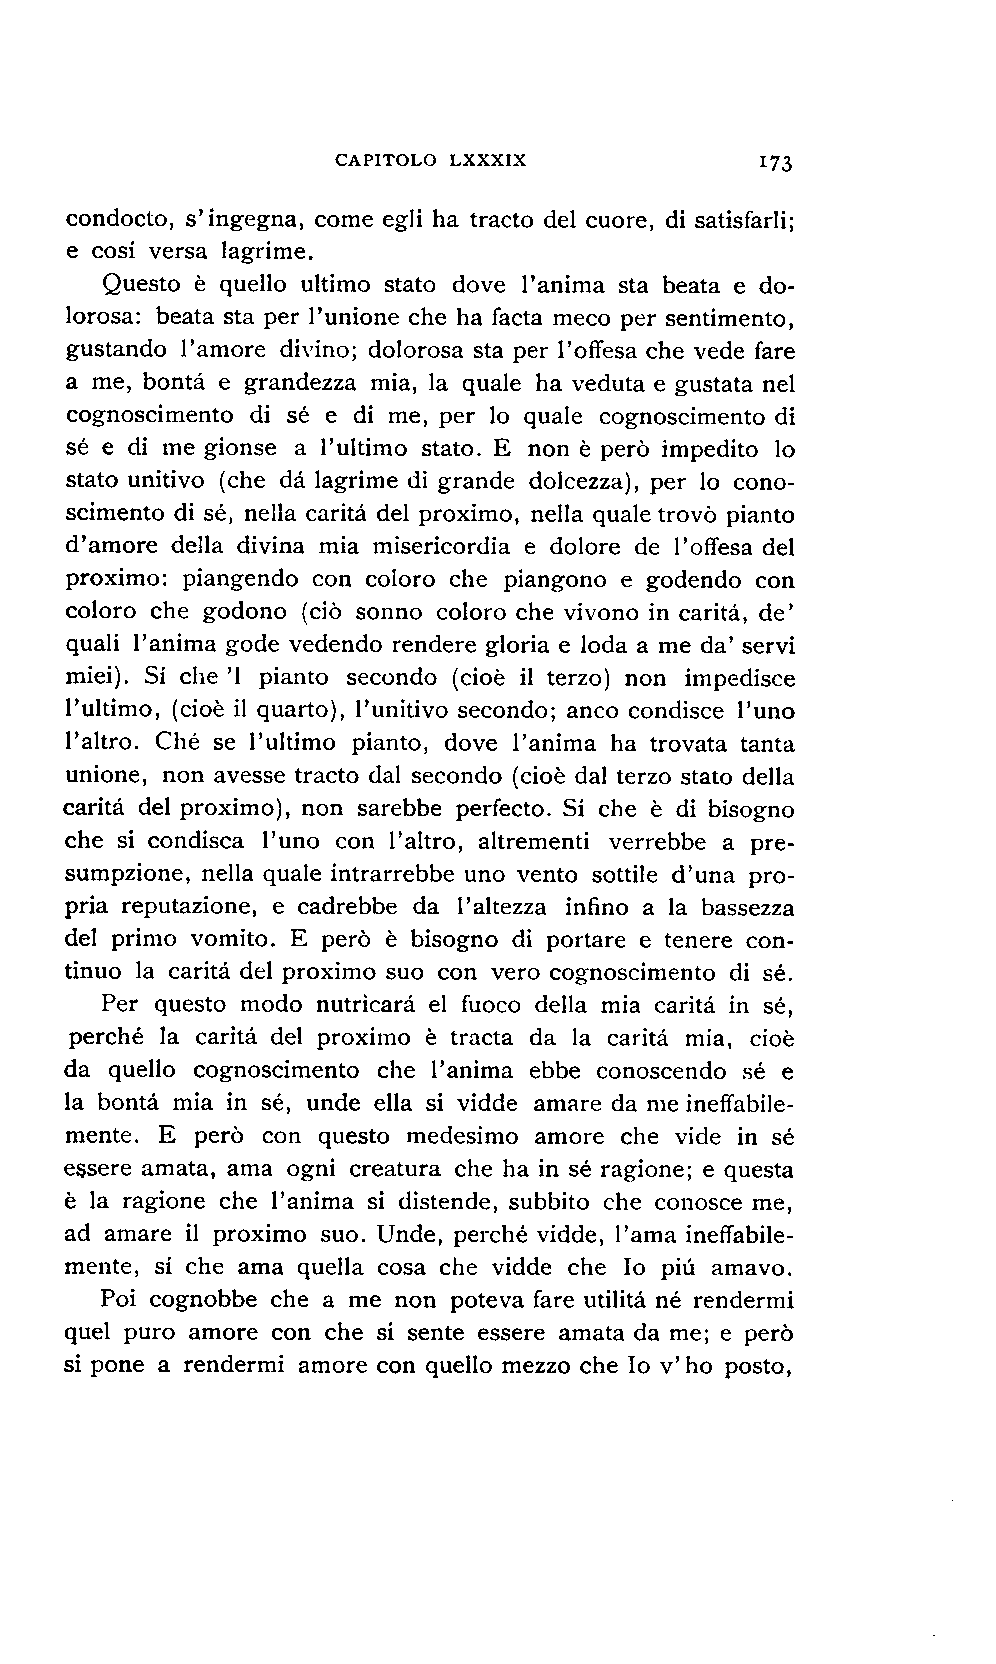 CAPITOLO LXXXIX 173
condocto, s'ingegna, come egli ha tracto del cuore, di satisfarli;
e cosí versa lagrime.
Questo è quello ultimo stato dove l'anima sta beata e do-
lorosa: beata sta per l'unione che ha facta meco per sentimento,
gustando l'amore divino; dolorosa sta per l'offesa che vede fare
a me, bontá e grandezza mia, la quale ha veduta e gustata nel
cognoscimento di sé e di me, per lo quale cognoscimento di
sé e di me gionse a l'ultimo stato. E non è però impedito lo
stato unitivo (che dá lagrime di grande dolcezza), per lo cono-
scimento di sé, nella caritá del proximo, nella quale trovò pianto
d'amore della divina mia misericordia e dolore de l'offesa del
proximo: piangendo con coloro che piangono e godendo con
coloro che godono (ciò sonno coloro che vivono in caritá, de'
quali l'anima gode vedendo rendere gloria e loda a me da' servi
miei). Sí che 'l pianto secondo (cioè il terzo) non impedisce
l'ultimo, (cioè il quarto), l'unitivo secondo; anco condisce l'uno
l'altro. Ché se l'ultimo pianto, dove l'anima ha trovata tanta
unione, non avesse tracto dal secondo (cioè dal terzo stato della
caritá del proximo), non sarebbe perfecto. Sí che è di bisogno
che si condisca l'uno con l'altro, altrementi verrebbe a pre-
sumpzione, nella quale intrarrebbe uno vento sottile d'una pro-
pria reputazione, e cadrebbe da l'altezza infino a la bassezza
del primo vomito. E però è bisogno di portare e tenere con-
tinuo la caritá del proximo suo con vero cognoscimento di sé.
Per questo modo nutricará el fuoco della mia caritá in sé,
perché la caritá del proximo è tracta da la caritá mia, cioè
da quello cognoscimento che l'anima ebbe conoscendo sé e
la bontá mia in sé, unde ella si vidde amare da me ineffabile-
mente. E però con questo medesimo amore che vide in sé
essere amata, ama ogni creatura che ha in sé ragione; e questa
è la ragione che l'anima si distende, subbito che conosce me,
ad amare il proximo suo. Unde, perché vidde, l'ama ineffabile-
mente, sí che ama quella cosa che vidde che Io piú amavo.
Poi cognobbe che a me non poteva fare utilitá né rendermi
quel puro amore con che si sente essere amata da me; e però
si pone a rendermi amore con quello mezzo che Io v'ho posto,